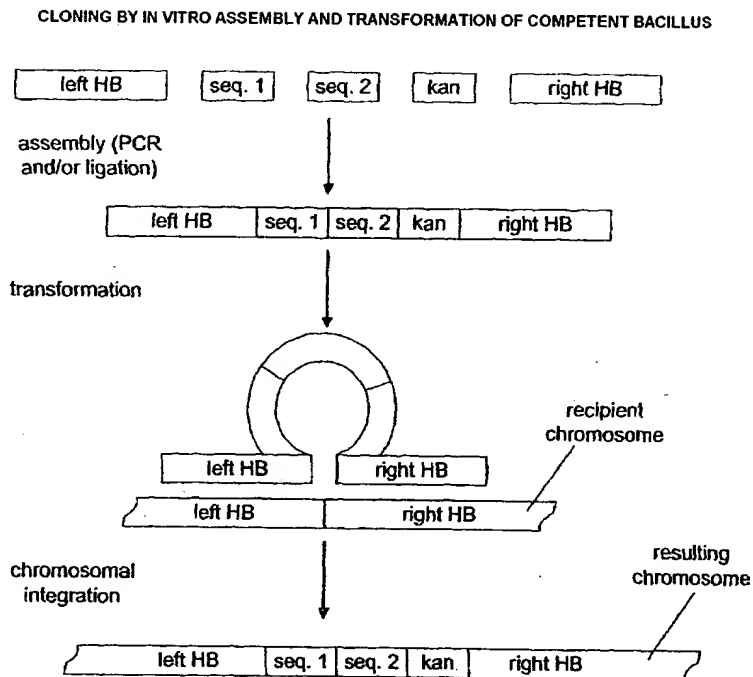 CLONING BY IN VITRO ASSEMBLY AND TRANSFORMATION OF COMPETENT BACILLUS
left HB seq. 1 seq. 2 kan right HB
assembly (PCR
and/or ligation)
left HB seq. 1 seq. 2 kan right HB
transformation
recipient
chromosome
left HB right HB
left HB right HB
chromosomal
integration
resulting
chromosome
left HB seq. 1 seq. 2 kan right HB